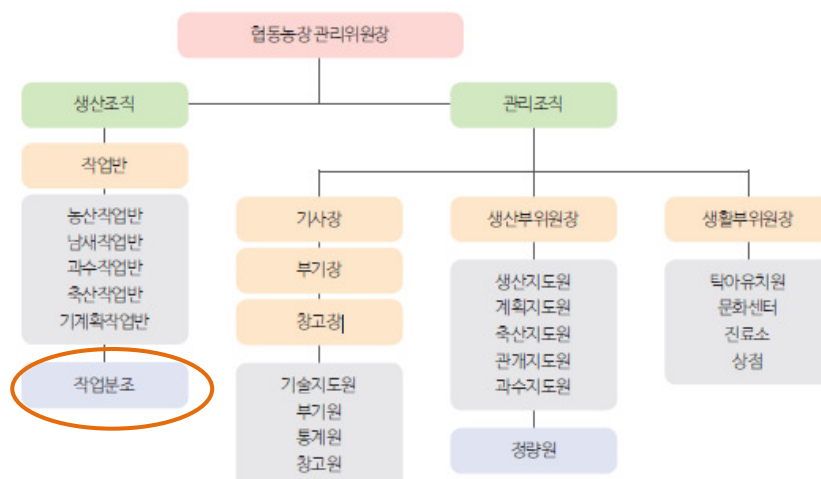 협동농장 관리위원장
생산조직
관리조직
작업반
농산작업반
남새작업반
과수작업반
축산작업반
기계확작업반
작업분조
기사장
부기장
창고장
기술지도원
부기원
통계원
창고원
생산부위원장
생산지도원
계획지도원
축산지도원
관개지도원
과수지도원
정량원
생활부위원장
탁아유치원
문화센터
진료소
상점